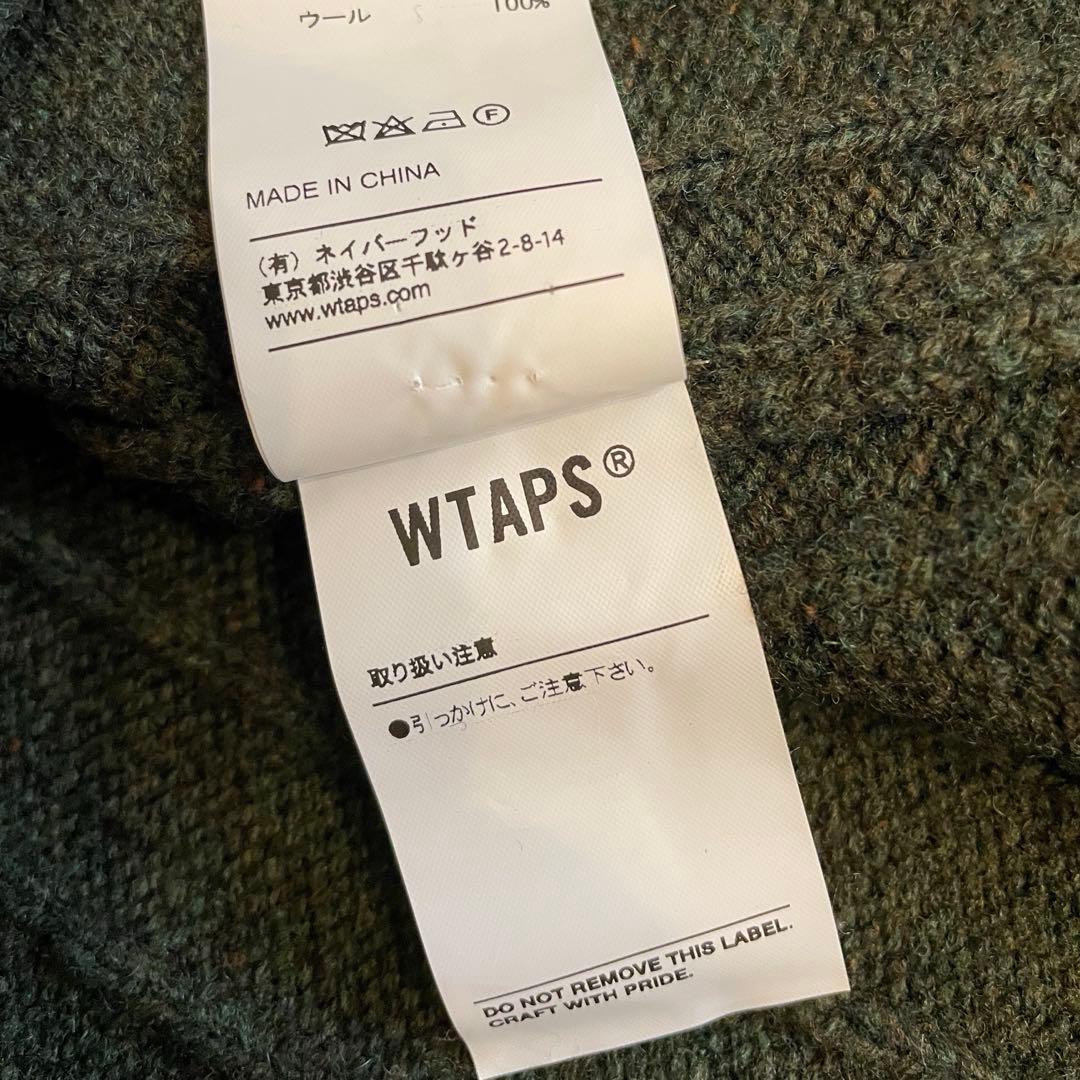 ウール 100%
F
MADE IN CHINA
（有）ネイバーフッド
東京都渋谷区千駄ヶ谷2-8-14
www.wtaps.com
WTAPS®
取り扱い注意
●引っかけに、ご注意下さい。
DO NOT REMOVE THIS LABEL.
CRAFT WITH PRIDE.